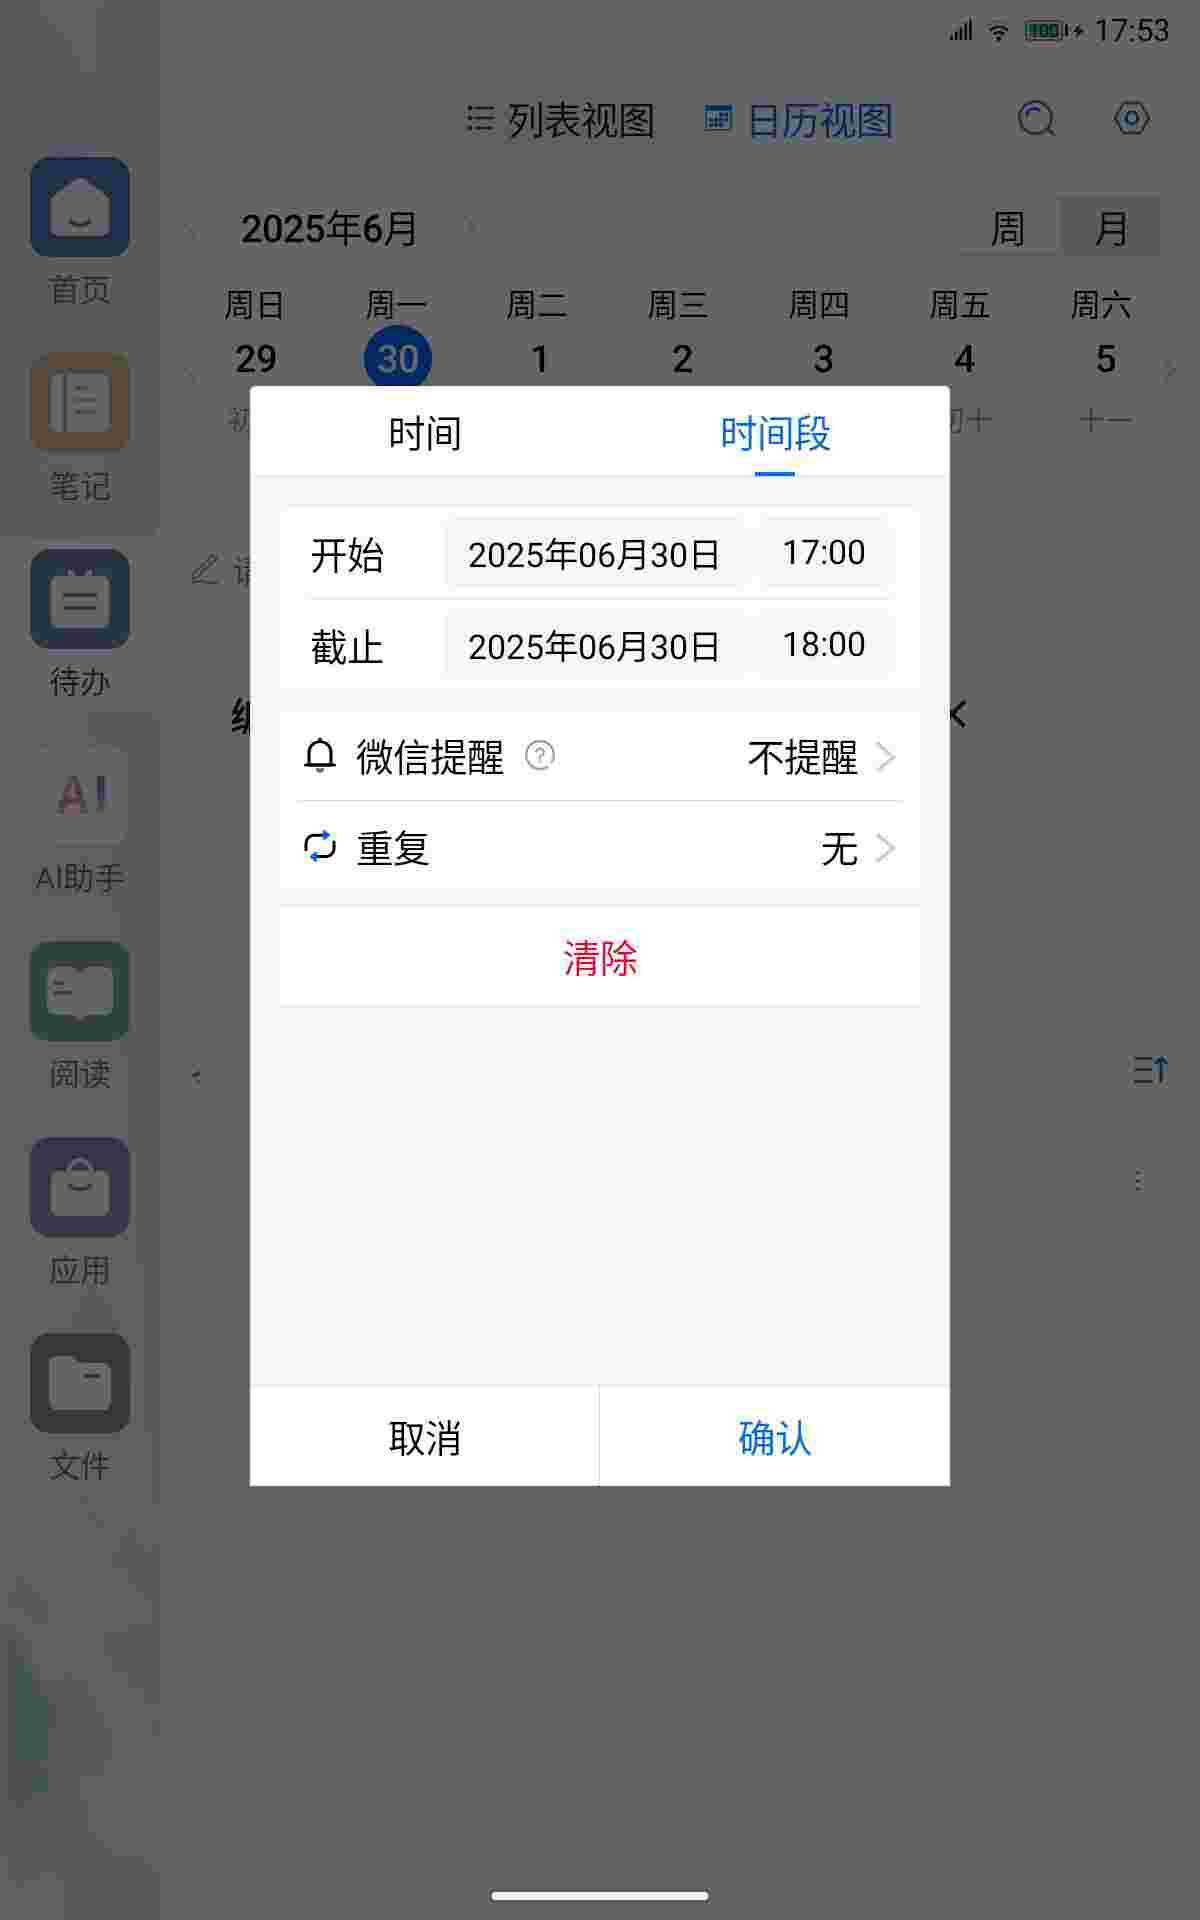 17:53
列表视图
日历视图
2025年6月
周
月
周日 周一 周二 周三 周四 周五 周六
29 30 1 2 3 4 5
初十 十一
首页
笔记
待办
AI助手
阅读
应用
文件
时间
时间段
开始 2025年06月30日 17:00
截止 2025年06月30日 18:00
微信提醒 ? 不提醒
重复 无
清除
取消
确认